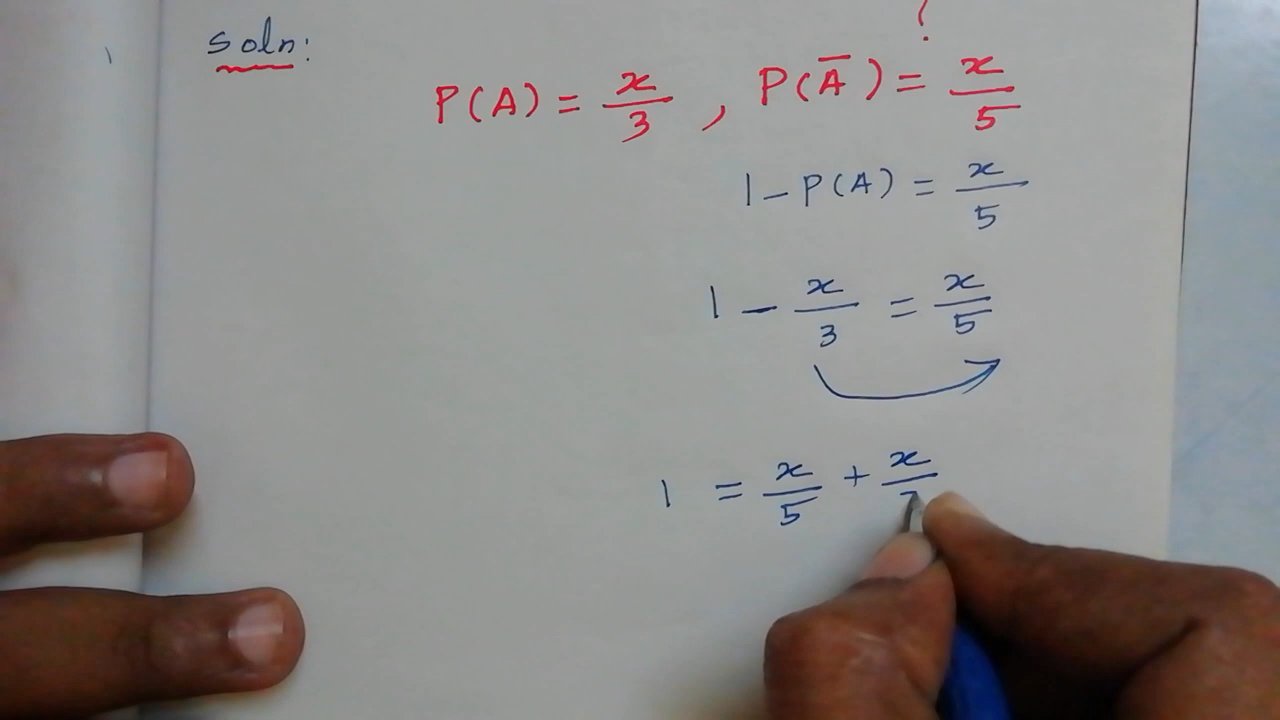 Soln:
?
P(A) = x/3 , P(Ā) = x/5
1 - P(A) = x/5
1 - x/3 = x/5
1 = x/5 + x/